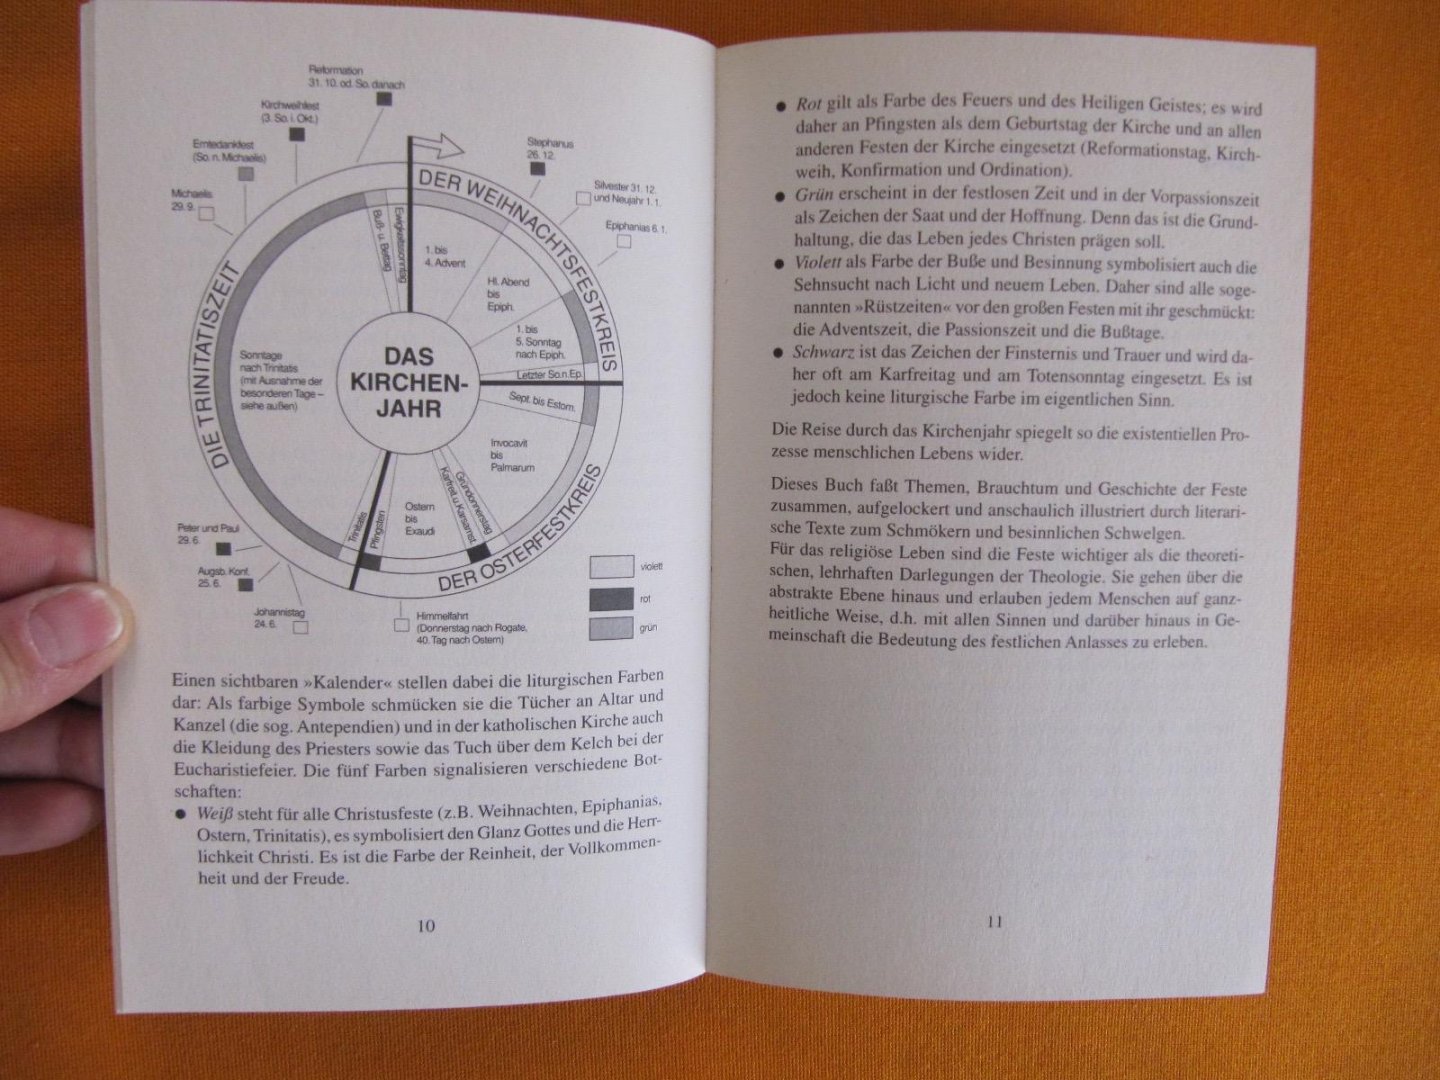 Reformation
31. 10. od. So. danach
Kirchweihfest
(3. So. i. Okt.)
Erntedankfest
(So. n. Michaelis)
Michaelis
29. 9.
Stephanus
26. 12.
Silvester 31. 12.
und Neujahr 1. 1.
Epiphanias 6. 1.
DER WEIHNACHTSFESTKREIS
DIE TRINITATISZEIT
DER OSTERFESTKREIS
Buß- u. Bettag
Ewigkeitssonntag
1. bis
4. Advent
Hl. Abend
bis
Epiph.
1. bis
5. Sonntag
nach Epiph.
Letzter So.n.Ep.
Sept. bis Estom.
Invocavit
bis
Palmarum
Gründonnerstag
Karfreit u.Karsamst.
Ostern
bis
Exaudi
Pfingsten
Trinitatis
Sonntage
nach Trinitatis
(mit Ausnahme der
besonderen Tage –
siehe außen)
DAS
KIRCHEN-
JAHR
Peter und Paul
29. 6.
Augsb. Konf.
25. 6.
Johannistag
24. 6.
Himmelfahrt
(Donnerstag nach Rogate,
40. Tag nach Ostern)
violett
rot
grün
Einen sichtbaren »Kalender« stellen dabei die liturgischen Farben
dar: Als farbige Symbole schmücken sie die Tücher an Altar und
Kanzel (die sog. Antependien) und in der katholischen Kirche auch
die Kleidung des Priesters sowie das Tuch über dem Kelch bei der
Eucharistiefeier. Die fünf Farben signalisieren verschiedene Bot-
schaften:
● Weiß steht für alle Christusfeste (z.B. Weihnachten, Epiphanias,
Ostern, Trinitatis), es symbolisiert den Glanz Gottes und die Herr-
lichkeit Christi. Es ist die Farbe der Reinheit, der Vollkommen-
heit und der Freude.
10
● Rot gilt als Farbe des Feuers und des Heiligen Geistes; es wird
daher an Pfingsten als dem Geburtstag der Kirche und an allen
anderen Festen der Kirche eingesetzt (Reformationstag, Kirch-
weih, Konfirmation und Ordination).
● Grün erscheint in der festlosen Zeit und in der Vorpassionszeit
als Zeichen der Saat und der Hoffnung. Denn das ist die Grund-
haltung, die das Leben jedes Christen prägen soll.
● Violett als Farbe der Buße und Besinnung symbolisiert auch die
Sehnsucht nach Licht und neuem Leben. Daher sind alle soge-
nannten »Rüstzeiten« vor den großen Festen mit ihr geschmückt:
die Adventszeit, die Passionszeit und die Bußtage.
● Schwarz ist das Zeichen der Finsternis und Trauer und wird da-
her oft am Karfreitag und am Totensonntag eingesetzt. Es ist
jedoch keine liturgische Farbe im eigentlichen Sinn.
Die Reise durch das Kirchenjahr spiegelt so die existentiellen Pro-
zesse menschlichen Lebens wider.
Dieses Buch faßt Themen, Brauchtum und Geschichte der Feste
zusammen, aufgelockert und anschaulich illustriert durch literari-
sche Texte zum Schmökern und besinnlichen Schwelgen.
Für das religiöse Leben sind die Feste wichtiger als die theoreti-
schen, lehrhaften Darlegungen der Theologie. Sie gehen über die
abstrakte Ebene hinaus und erlauben jedem Menschen auf ganz-
heitliche Weise, d.h. mit allen Sinnen und darüber hinaus in Ge-
meinschaft die Bedeutung des festlichen Anlasses zu erleben.
11